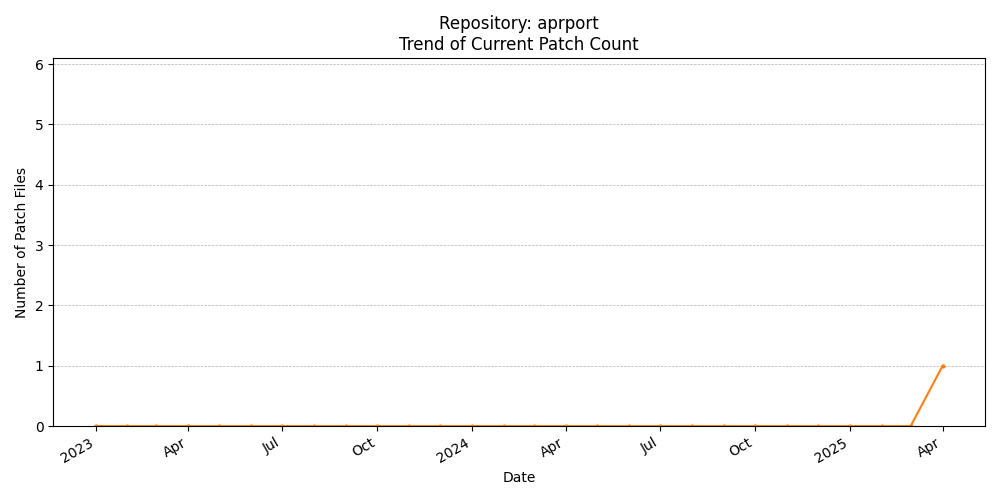 Repository: aprport
Trend of Current Patch Count
Number of Patch Files
6
5
4
3
2
1
0
2023 Apr Jul Oct 2024 Apr Jul Oct 2025 Apr
Date